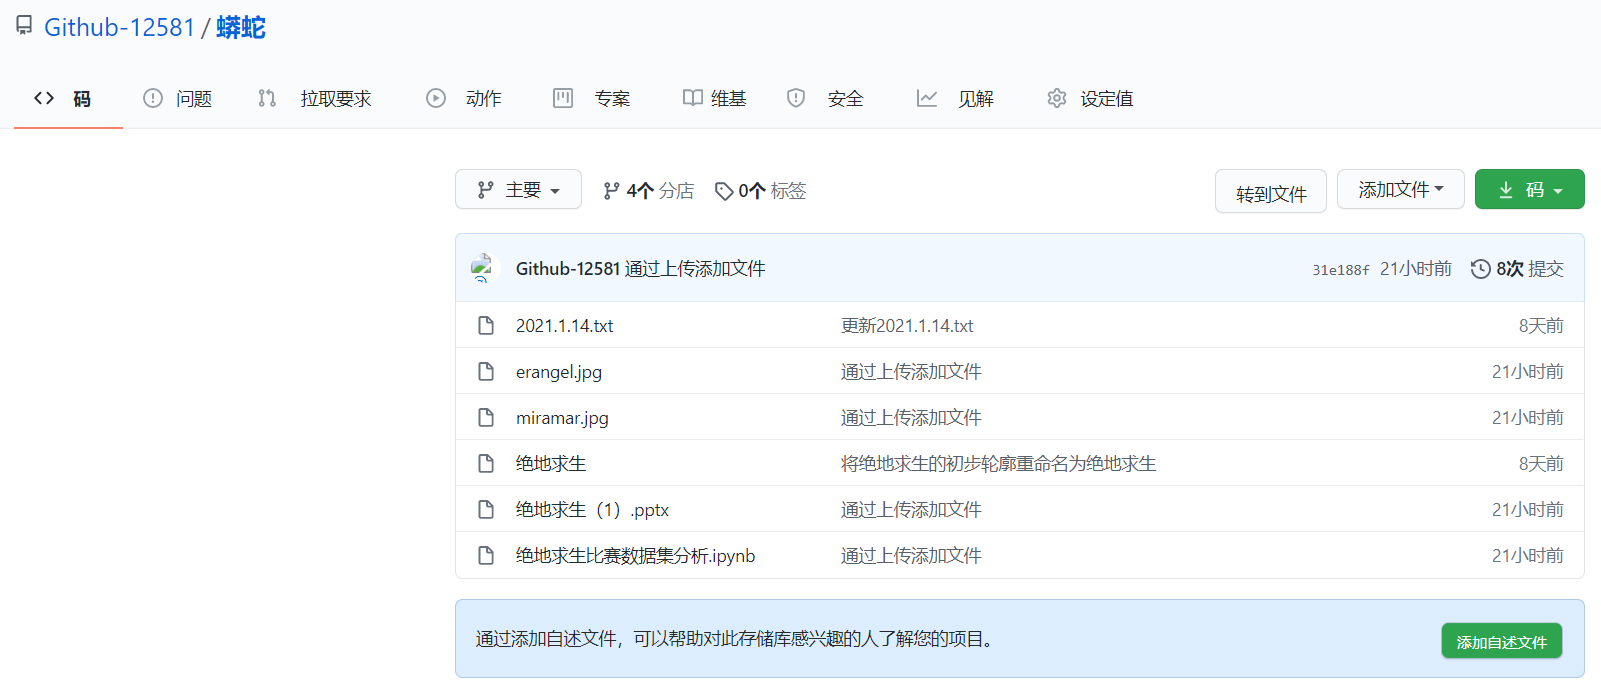 Github-12581 / 蟒蛇
码 问题 拉取要求 动作 专案 维基 安全 见解 设定值
主要 4个 分店 0个 标签 转到文件 添加文件 码
Github-12581 通过上传添加文件 31e188f 21小时前 8次 提交
2021.1.14.txt 更新2021.1.14.txt 8天前
erangel.jpg 通过上传添加文件 21小时前
miramar.jpg 通过上传添加文件 21小时前
绝地求生 将绝地求生的初步轮廓重命名为绝地求生 8天前
绝地求生（1）.pptx 通过上传添加文件 21小时前
绝地求生比赛数据集分析.ipynb 通过上传添加文件 21小时前
通过添加自述文件，可以帮助对此存储库感兴趣的人了解您的项目。 添加自述文件